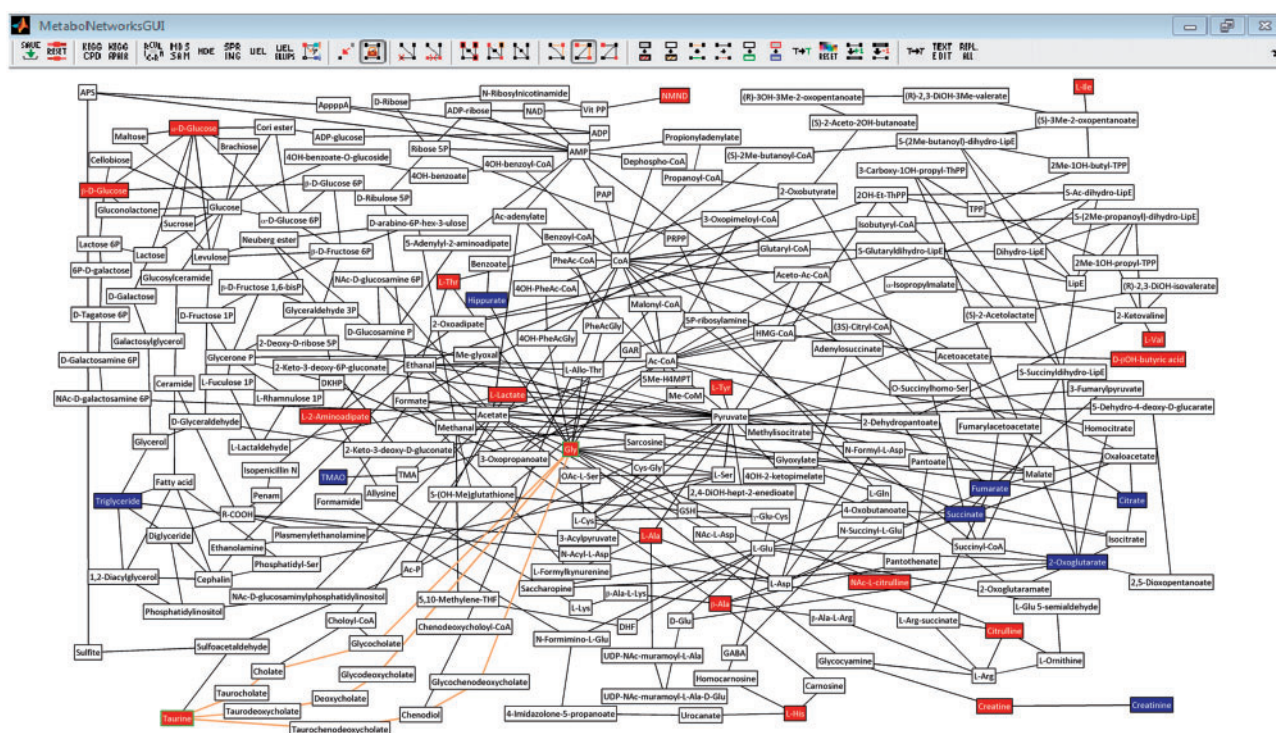 MetabolNetworksGUI
SAVE RESET KEGG CPD KEGG RPAIR MDS SAM MDE SPRING UEL UEL ELLIPS T→T RESET T→T TEXT EDIT REPL ALL
APS
AppppA
D-Ribose
N-Ribosylnicotinamide
NMND
(R)-3OH-3Me-2-oxopentanoate
(R)-2,3-DiOH-3Me-valerate
L-Ile
ADP-ribose
NAD
Vit PP
(S)-2-Aceto-2OH-butanoate
(S)-3Me-2-oxopentanoate
α-D-Glucose
Cori ester
Maltose
Brachiose
ADP-glucose
ADP
Propionyladenylate
S-(2Me-butanoyl)-dihydro-LipE
Ribose 5P
AMP
(S)-2Me-butanoyl-CoA
Cellobiose
4OH-benzoate-O-glucoside
4OH-benzoyl-CoA
Dephospho-CoA
2Me-1OH-butyl-TPP
4OH-benzoate
Propanoyl-CoA
3-Carboxy-1OH-propyl-ThPP
β-D-Glucose
β-D-Glucose 6P
PAP
2-Oxobutyrate
2OH-Et-ThPP
S-Ac-dihydro-LipE
Gluconolactone
Glucose
D-Ribulose 5P
TPP
Sucrose
α-D-Glucose 6P
D-arabino-6P-hex-3-ulose
Ac-adenylate
3-Oxopimeloyl-CoA
Isobutyryl-CoA
S-(2Me-propanoyl)-dihydro-LipE
Lactose 6P
Neuberg ester
5-Adenylyl-2-aminoadipate
Benzoyl-CoA
PRPP
Glutaryl-CoA
S-Glutaryldihydro-LipE
Dihydro-LipE
Lactose
Levulose
β-D-Fructose 6P
Benzoate
PheAc-CoA
CoA
2Me-1OH-propyl-TPP
6P-D-galactose
Glucosylceramide
NAc-D-glucosamine 6P
L-Thr
Aceto-Ac-CoA
α-Isopropylmalate
LipE
(R)-2,3-DiOH-isovalerate
D-Galactose
β-D-Fructose 1,6-bisP
4OH-PheAc-CoA
Hippurate
Malonyl-CoA
D-Tagatose 6P
D-Fructose 1P
Glyceraldehyde 3P
2-Oxoadipate
PheAcGly
5P-ribosylamine
(3S)-Citryl-CoA
(S)-2-Acetolactate
2-Ketovaline
D-Glucosamine P
HMG-CoA
Galactosylglycerol
2-Deoxy-D-ribose 5P
4OH-PheAcGly
L-Val
D-Galactosamine 6P
Glycerone P
Me-glyoxal
GAR
Adenylosuccinate
Acetoacetate
D-βOH-butyric acid
2-Keto-3-deoxy-6P-gluconate
Ethanal
L-Allo-Thr
Ac-CoA
S-Succinyldihydro-LipE
Ceramide
L-Fuculose 1P
DKHP
5Me-H4MPT
L-Tyr
NAc-D-galactosamine 6P
L-Rhamnulose 1P
Formate
L-Lactate
Me-CoM
O-Succinylhomo-Ser
3-Fumarylpyruvate
5-Dehydro-4-deoxy-D-glucarate
L-2-Aminoadipate
Acetate
Pyruvate
2-Dehydropantoate
Fumarylacetoacetate
D-Glyceraldehyde
Methanal
Methylisocitrate
Homocitrate
Glycerol
L-Lactaldehyde
2-Keto-3-deoxy-D-gluconate
Gly
Sarcosine
N-Formyl-L-Asp
Oxaloacetate
3-Oxopropanoate
Cys-Gly
Glyoxylate
Pantoate
Isopenicillin N
TMAO
TMA
OAc-L-Ser
L-Ser
4OH-2-ketopimelate
Malate
Fatty acid
Penam
Allysine
2,4-DiOH-hept-2-enedioate
L-Gln
Fumarate
Citrate
Triglyceride
Formamide
S-(OH-Me)glutathione
GSH
4-Oxobutanoate
Succinate
R-COOH
L-Cys
γ-Glu-Cys
N-Succinyl-L-Glu
Diglyceride
Plasmenylethanolamine
3-Acylpyruvate
L-Ala
NAc-L-Asp
Isocitrate
Ethanolamine
Phosphatidyl-Ser
N-Acyl-L-Asp
L-Glu
Succinyl-CoA
Pantothenate
2-Oxoglutarate
1,2-Diacylglycerol
Cephalin
Ac-P
L-Formylkynurenine
L-Asp
NAc-L-citrulline
2,5-Dioxopentanoate
Saccharopine
β-Ala-L-Lys
2-Oxoglutaramate
NAc-D-glucosaminylphosphatidylinositol
5,10-Methylene-THF
L-Lys
β-Ala
L-Glu 5-semialdehyde
Phosphatidylinositol
Choloyl-CoA
Chenodeoxycholoyl-CoA
DHF
D-Glu
β-Ala-L-Arg
L-Arg-succinate
Citrulline
Sulfite
Sulfoacetaldehyde
Glycocholate
N-Formimino-L-Glu
UDP-NAc-muramoyl-L-Ala
GABA
Glycocyamine
L-Ornithine
Cholate
Glycodeoxycholate
Glycochenodeoxycholate
Homocarnosine
L-Arg
Taurocholate
Deoxycholate
UDP-NAc-muramoyl-L-Ala-D-Glu
Carnosine
Taurine
Taurodeoxycholate
Chenodiol
4-Imidazolone-5-propanoate
Urocanate
L-His
Creatine
Creatinine
Taurochenodeoxycholate